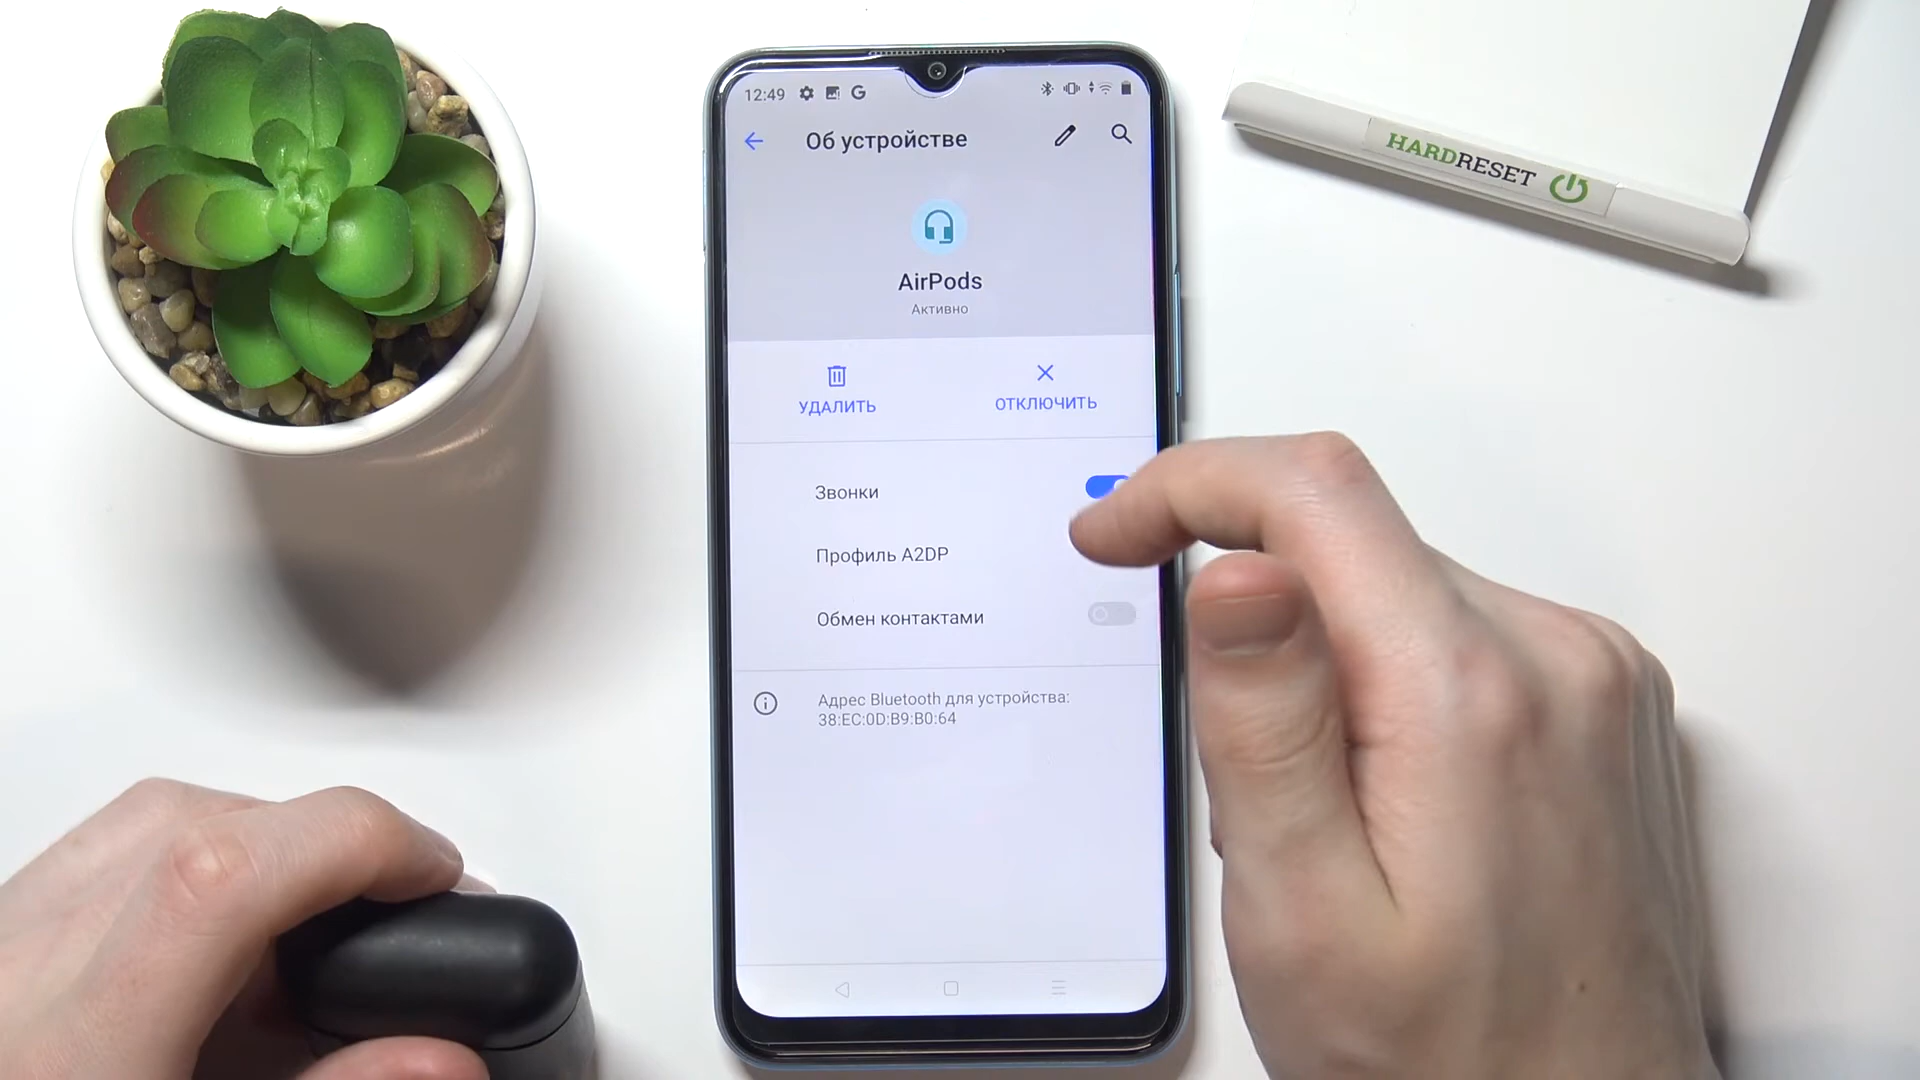 12:49
Об устройстве
AirPods
Активно
УДАЛИТЬ
ОТКЛЮЧИТЬ
Звонки
Профиль A2DP
Обмен контактами
Адрес Bluetooth для устройства:
38:EC:0D:B9:B0:64
HARDRESET